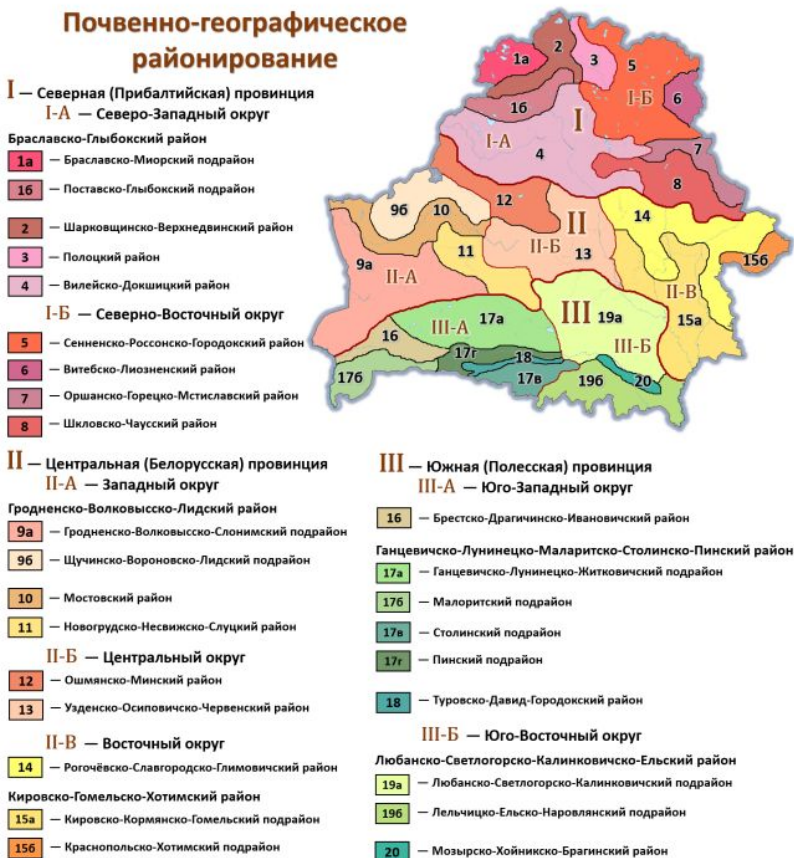 Почвенно-географическое
районирование
I — Северная (Прибалтийская) провинция
I-А — Северо-Западный округ
Браславско-Глыбокский район
1а — Браславско-Миорский подрайон
1б — Поставско-Глыбокский подрайон
2 — Шарковщинско-Верхнедвинский район
3 — Полоцкий район
4 — Вилейско-Докшицкий район
I-Б — Северно-Восточный округ
5 — Сенненско-Россонско-Городокский район
6 — Витебско-Лиозненский район
7 — Оршанско-Горецко-Мстиславский район
8 — Шкловско-Чаусский район
1а
2
3
5
I-Б
6
1б
I
I-А
4
7
8
9б
10
12
II
14
15б
9а
11
II-Б
13
II-А
II-В
17а
III
19а
15а
16
III-А
III-Б
17г
18
17б
17в
19б
20
II — Центральная (Белорусская) провинция
II-А — Западный округ
Гродненско-Волковысско-Лидский район
9а — Гродненско-Волковысско-Слонимский подрайон
9б — Щучинско-Вороновско-Лидский подрайон
10 — Мостовский район
11 — Новогрудско-Несвижско-Слуцкий район
II-Б — Центральный округ
12 — Ошмянско-Минский район
13 — Узденско-Осиповичско-Червенский район
II-В — Восточный округ
14 — Рогочёвско-Славгородско-Глимовичский район
Кировско-Гомельско-Хотимский район
15а — Кировско-Кормянско-Гомельский подрайон
15б — Краснопольско-Хотимский подрайон
III — Южная (Полесская) провинция
III-А — Юго-Западный округ
16 — Брестско-Драгичинско-Ивановичский район
Ганцевичско-Лунинецко-Маларитско-Столинско-Пинский район
17а — Ганцевичско-Лунинецко-Житковичский подрайон
17б — Малоритский подрайон
17в — Столинский подрайон
17г — Пинский подрайон
18 — Туровско-Давид-Городокский район
III-Б — Юго-Восточный округ
Любанско-Светлогорско-Калинковичско-Ельский район
19а — Любанско-Светлогорско-Калинковичский подрайон
19б — Лельчицко-Ельско-Наровлянский подрайон
20 — Мозырско-Хойникско-Брагинский район